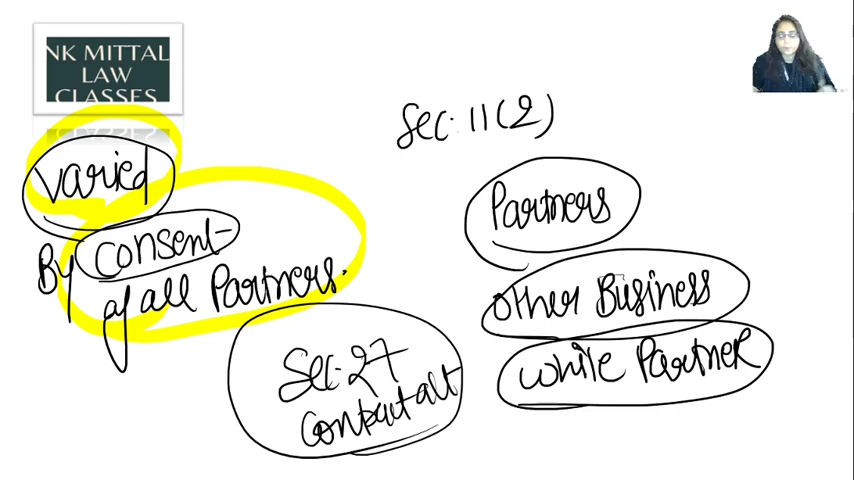 NK MITTAL
LAW
CLASSES
Sec. 11(2)
varied
By consent
of all Partners.
Partners
other Business
while Partner
Sec. 27
Contract act